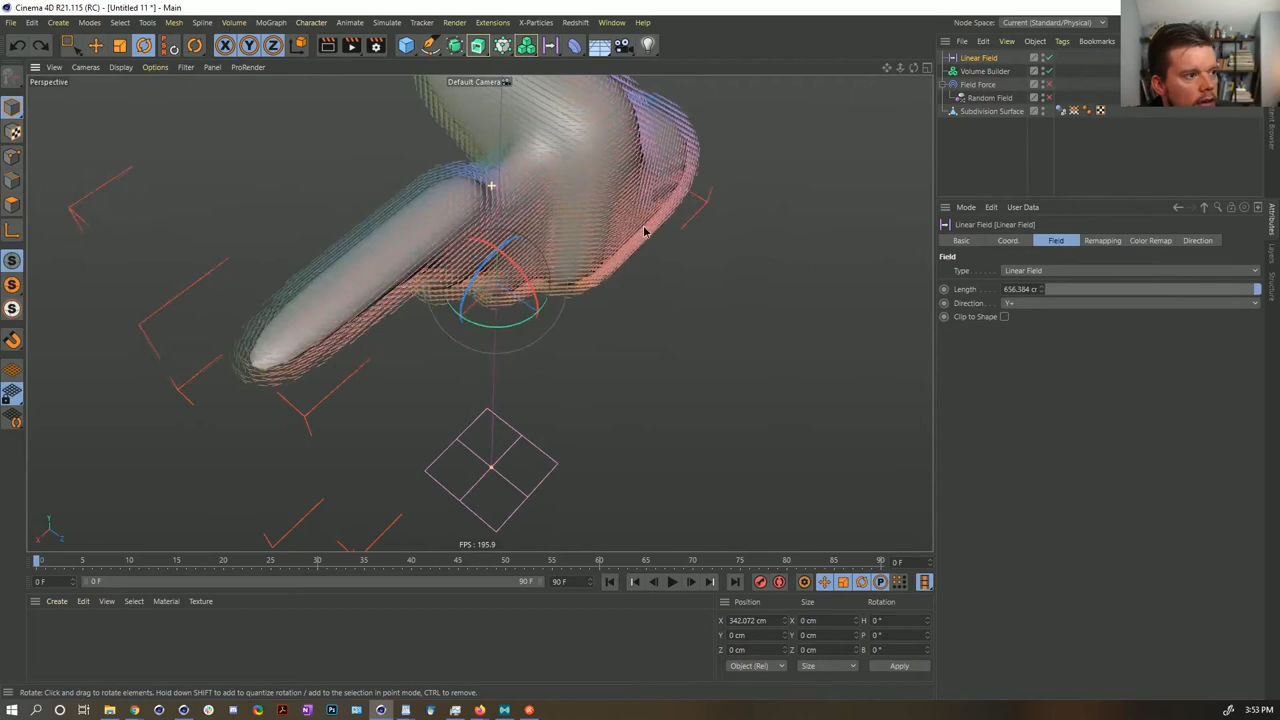 Cinema 4D R21.115 (RC) - [Untitled 11 *] - Main
File Edit Create Modes Select Tools Mesh Spline Volume MoGraph Character Animate Simulate Tracker Render Extensions X-Particles Redshift Window Help
Node Space: Current (Standard/Physical)
X Y Z
File Edit View Object Tags Bookmarks
View Cameras Display Options Filter Panel ProRender
Perspective
Default Camera
Linear Field
Volume Builder
Field Force
Random Field
Subdivision Surface
Content Browser
Mode Edit User Data
Linear Field [Linear Field]
Basic Coord. Field Remapping Color Remap Direction
Field
Type Linear Field
Length 656.384 cr
Direction: Y+
Clip to Shape
Attributes
Layers
Structure
Y
X Z
FPS : 195.9
0 5 10 15 20 25 30 35 40 45 50 55 60 65 70 75 80 85 90 0 F
0 F 0 F 90 F 90 F
Create Edit View Select Material Texture
Position Size Rotation
X 342.072 cm X 0 cm H 0 °
Y 0 cm Y 0 cm P 0 °
Z 0 cm Z 0 cm B 0 °
Object (Rel) Size Apply
Rotate: Click and drag to rotate elements. Hold down SHIFT to add to quantize rotation / add to the selection in point mode, CTRL to remove.
3:53 PM